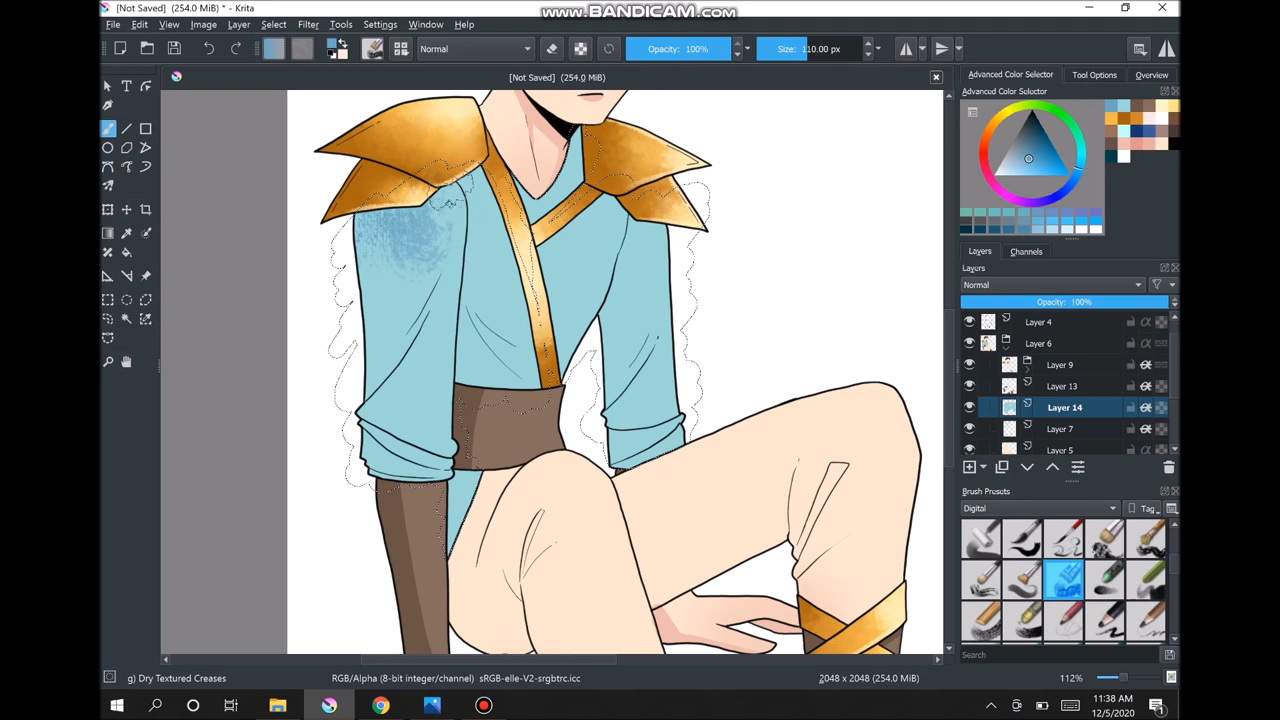 [Not Saved] (254.0 MiB) * - Krita
www.BANDICAM.com
File Edit View Image Layer Select Filter Tools Settings Window Help
Normal
Opacity: 100%
Size: 110.00 px
[Not Saved] (254.0 MiB)
Advanced Color Selector
Tool Options
Overview
Advanced Color Selector
Layers
Channels
Layers
Normal
Opacity: 100%
Layer 4
Layer 6
Layer 9
Layer 13
Layer 14
Layer 7
Layer 5
Brush Presets
Digital
Tag
Search
g) Dry Textured Creases
RGB/Alpha (8-bit integer/channel) sRGB-elle-V2-srgbtrc.icc
2048 x 2048 (254.0 MiB)
112%
11:38 AM
12/5/2020
1